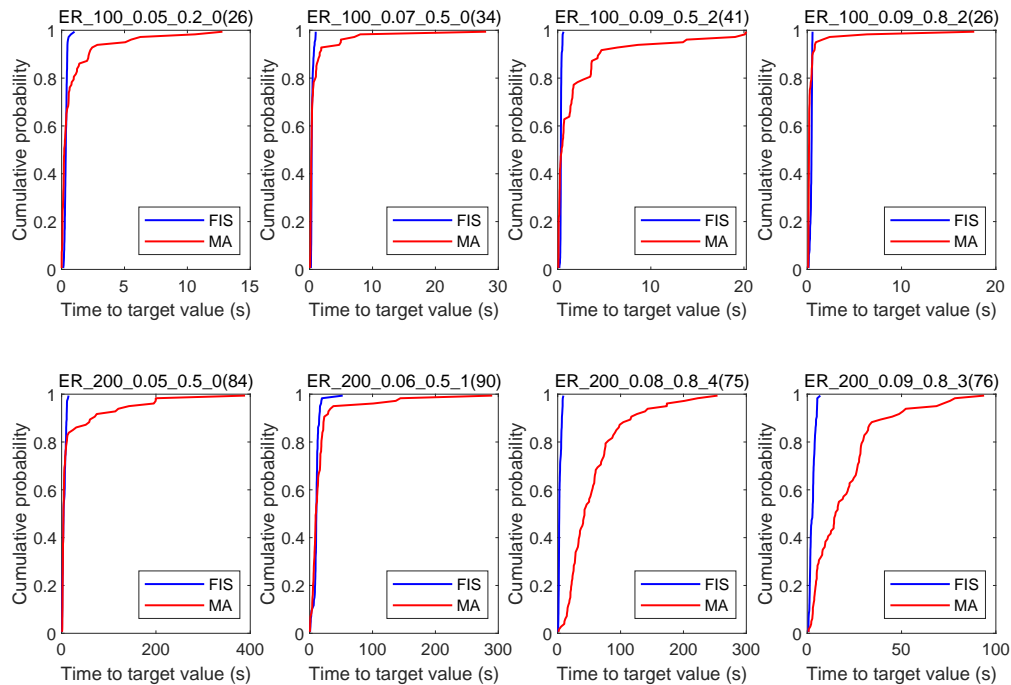 ER_100_0.05_0.2_0(26)
Cumulative probability
1
0.8
0.6
0.4
0.2
0
FIS
MA
0 5 10 15
Time to target value (s)
ER_100_0.07_0.5_0(34)
Cumulative probability
1
0.8
0.6
0.4
0.2
0
FIS
MA
0 10 20 30
Time to target value (s)
ER_100_0.09_0.5_2(41)
Cumulative probability
1
0.8
0.6
0.4
0.2
0
FIS
MA
0 10 20
Time to target value (s)
ER_100_0.09_0.8_2(26)
Cumulative probability
1
0.8
0.6
0.4
0.2
0
FIS
MA
0 10 20
Time to target value (s)
ER_200_0.05_0.5_0(84)
Cumulative probability
1
0.8
0.6
0.4
0.2
0
FIS
MA
0 200 400
Time to target value (s)
ER_200_0.06_0.5_1(90)
Cumulative probability
1
0.8
0.6
0.4
0.2
0
FIS
MA
0 100 200 300
Time to target value (s)
ER_200_0.08_0.8_4(75)
Cumulative probability
1
0.8
0.6
0.4
0.2
0
FIS
MA
0 100 200 300
Time to target value (s)
ER_200_0.09_0.8_3(76)
Cumulative probability
1
0.8
0.6
0.4
0.2
0
FIS
MA
0 50 100
Time to target value (s)